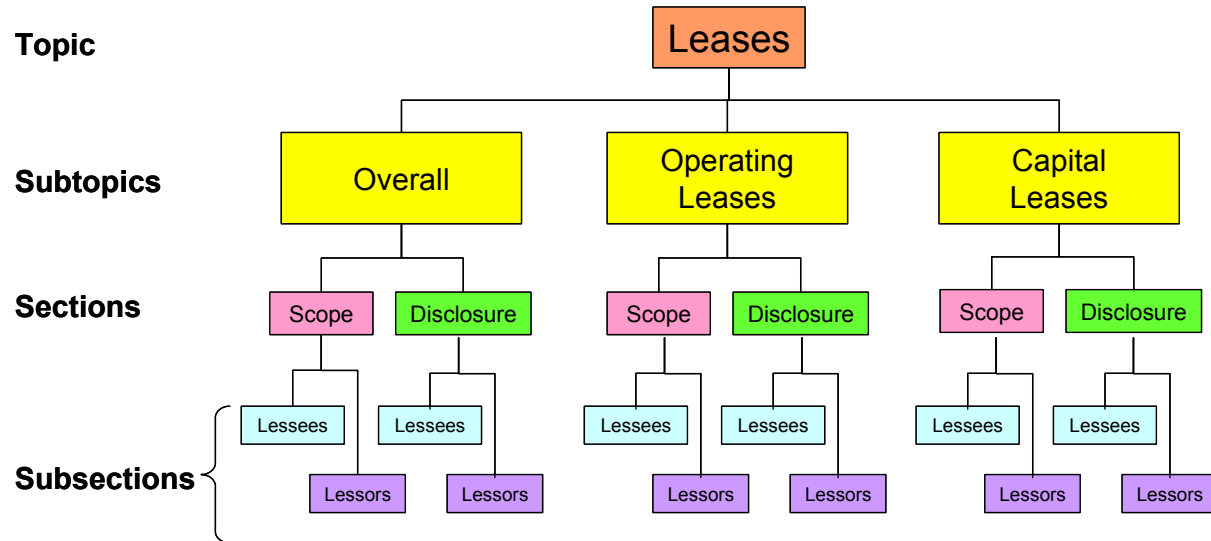 Topic
Leases
Subtopics
Overall
Operating
Leases
Capital
Leases
Sections
Scope
Disclosure
Scope
Disclosure
Scope
Disclosure
Subsections
Lessees
Lessees
Lessees
Lessees
Lessees
Lessees
Lessors
Lessors
Lessors
Lessors
Lessors
Lessors